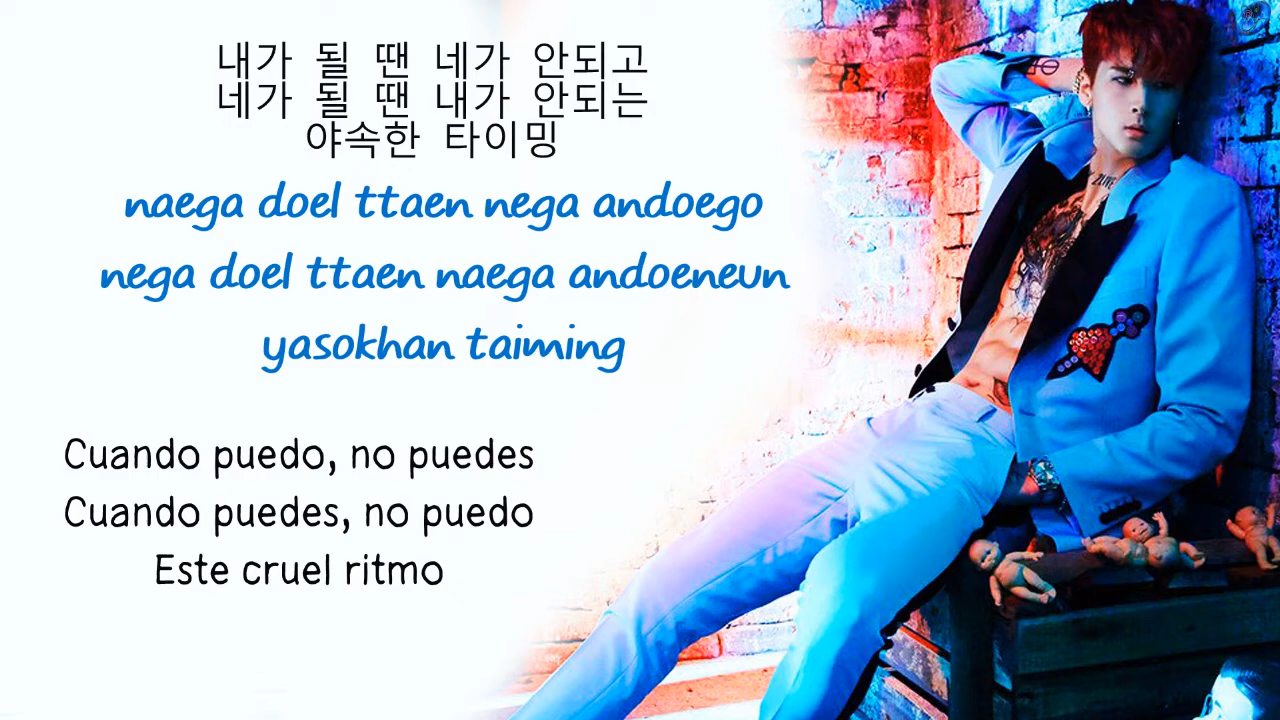 내가 될 땐 네가 안되고
네가 될 땐 내가 안되는
야속한 타이밍
naega doel ttaen nega andoego
nega doel ttaen naega andoeneun
yasokhan taiming
Cuando puedo, no puedes
Cuando puedes, no puedo
Este cruel ritmo